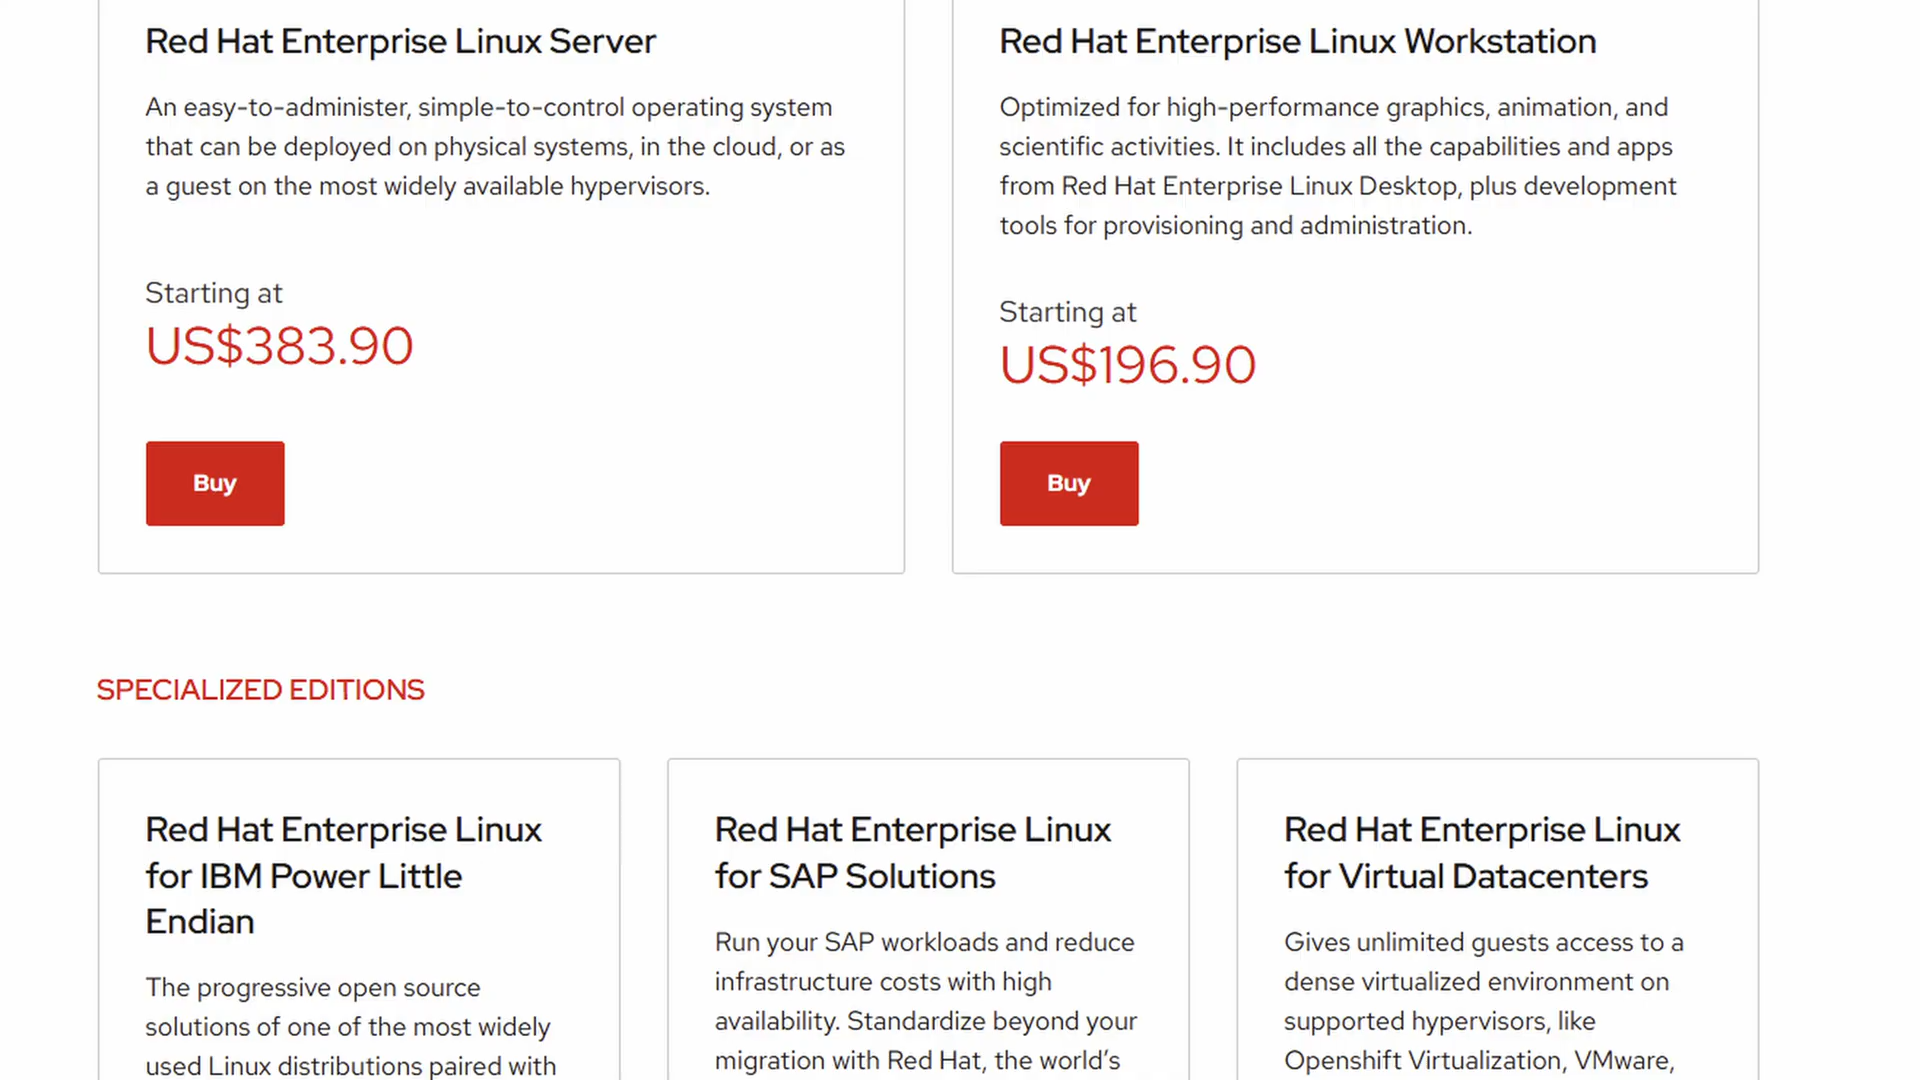 Red Hat Enterprise Linux Server
An easy-to-administer, simple-to-control operating system
that can be deployed on physical systems, in the cloud, or as
a guest on the most widely available hypervisors.
Starting at
US$383.90
Buy
Red Hat Enterprise Linux Workstation
Optimized for high-performance graphics, animation, and
scientific activities. It includes all the capabilities and apps
from Red Hat Enterprise Linux Desktop, plus development
tools for provisioning and administration.
Starting at
US$196.90
Buy
SPECIALIZED EDITIONS
Red Hat Enterprise Linux
for IBM Power Little
Endian
The progressive open source
solutions of one of the most widely
used Linux distributions paired with
Red Hat Enterprise Linux
for SAP Solutions
Run your SAP workloads and reduce
infrastructure costs with high
availability. Standardize beyond your
migration with Red Hat, the world’s
Red Hat Enterprise Linux
for Virtual Datacenters
Gives unlimited guests access to a
dense virtualized environment on
supported hypervisors, like
Openshift Virtualization, VMware,